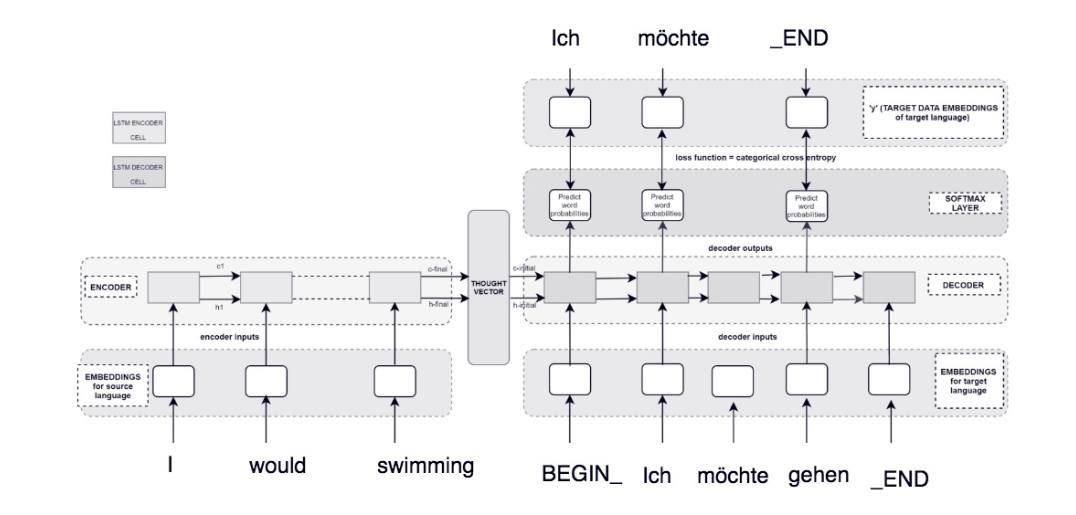 Ich möchte _END
'y' (TARGET DATA EMBEDDINGS
of target language)
LSTM ENCODER
CELL
LSTM DECODER
CELL
loss function = categorical cross entropy
Predict
word
probabilities
Predict
word
probabilities
Predict
word
probabilities
SOFTMAX
LAYER
decoder outputs
ENCODER
c1
h1
c-final
h-final
THOUGHT
VECTOR
c-initial
h-initial
DECODER
encoder inputs
decoder inputs
EMBEDDINGS
for source
language
EMBEDDINGS
for target
language
I would swimming
BEGIN_ Ich möchte gehen _END